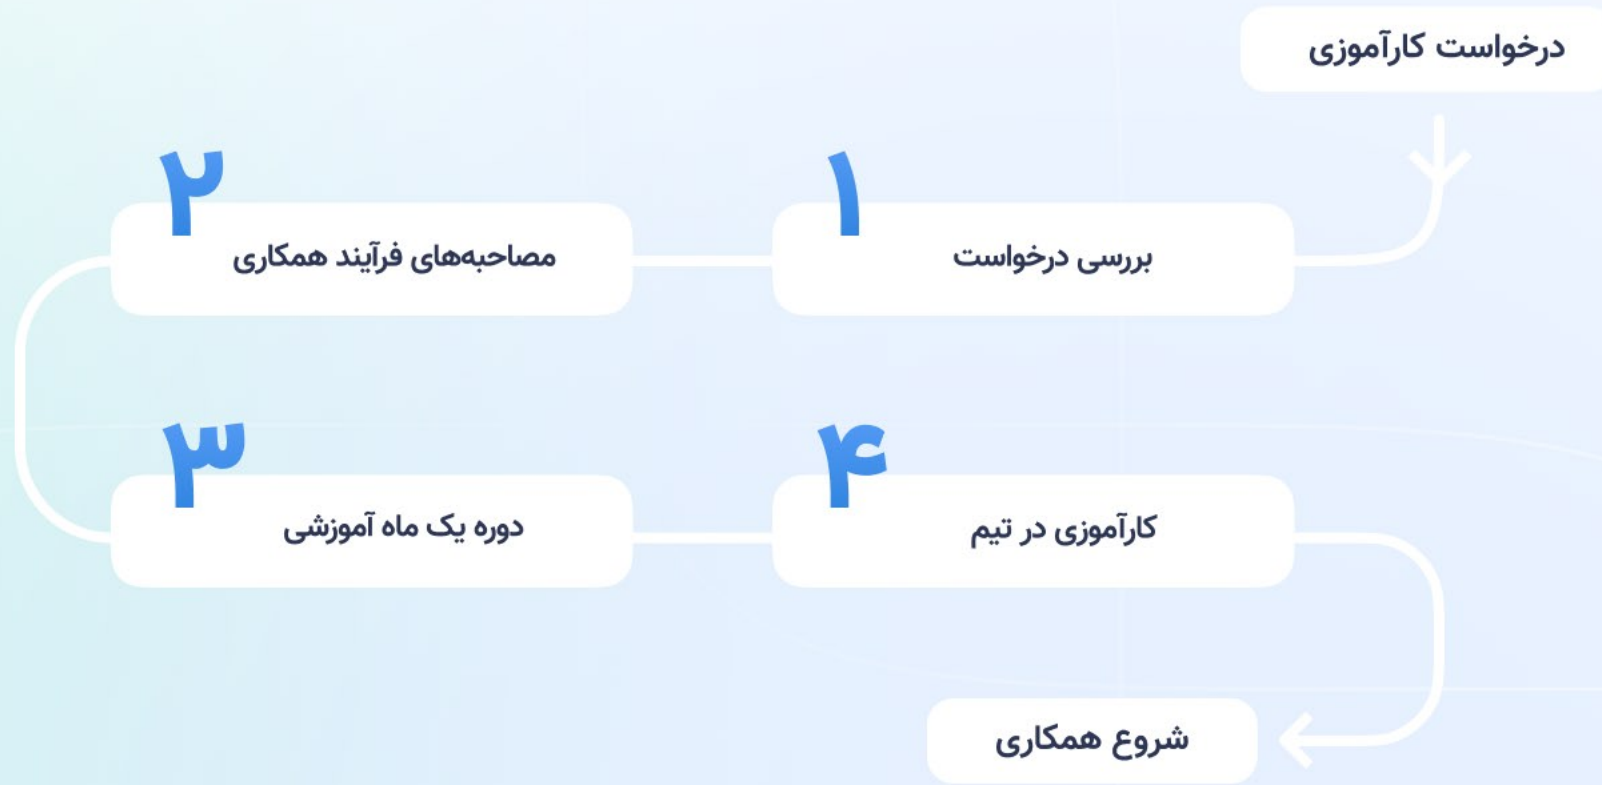 درخواست کارآموزی
۱
بررسی درخواست
۲
مصاحبه‌های فرآیند همکاری
۳
دوره یک ماه آموزشی
۴
کارآموزی در تیم
شروع همکاری